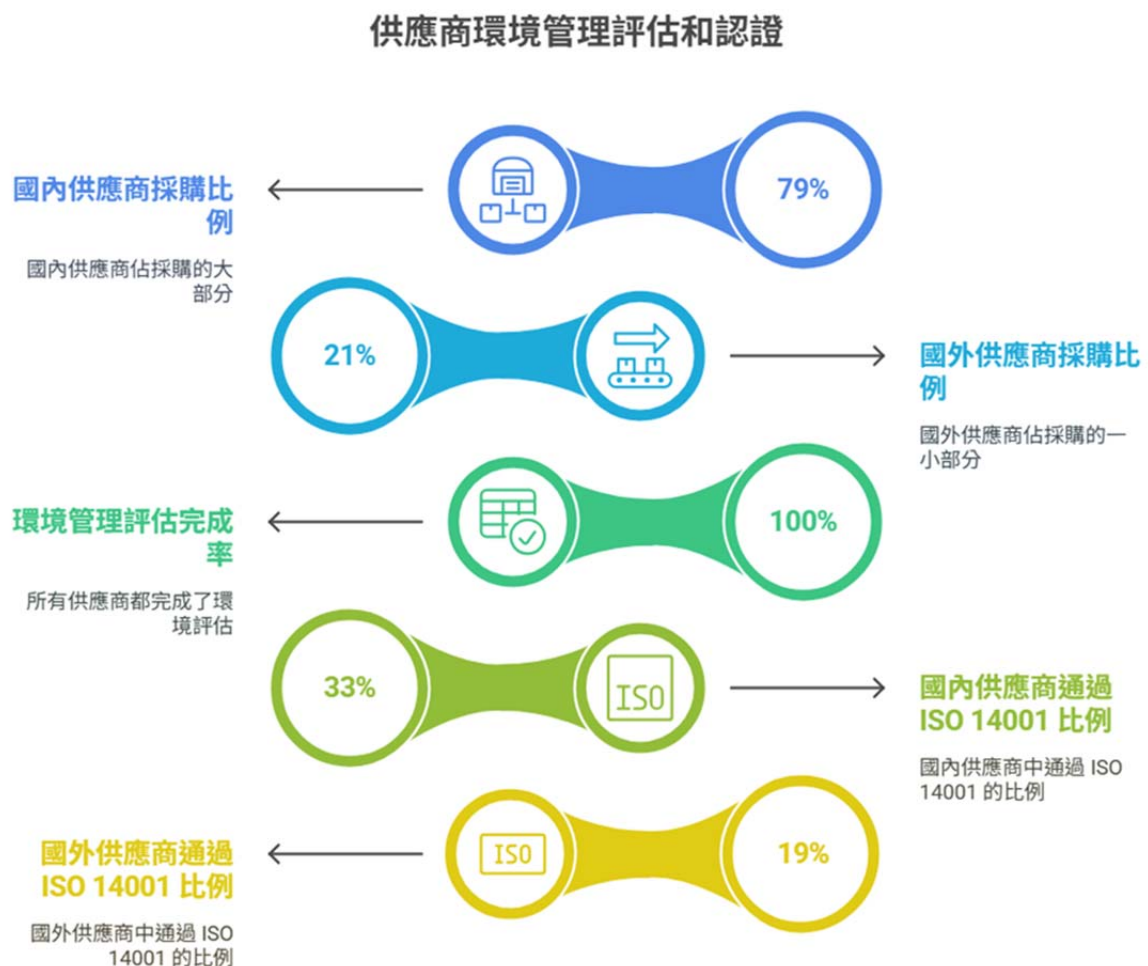 供應商環境管理評估和認證
國內供應商採購比
例
國內供應商佔採購的大
部分
79%
21%
國外供應商採購比
例
國外供應商佔採購的一
小部分
環境管理評估完成
率
所有供應商都完成了環
境評估
100%
33%
ISO
國內供應商通過
ISO 14001 比例
國內供應商中通過 ISO
14001 的比例
國外供應商通過
ISO 14001 比例
國外供應商中通過 ISO
14001 的比例
ISO
19%